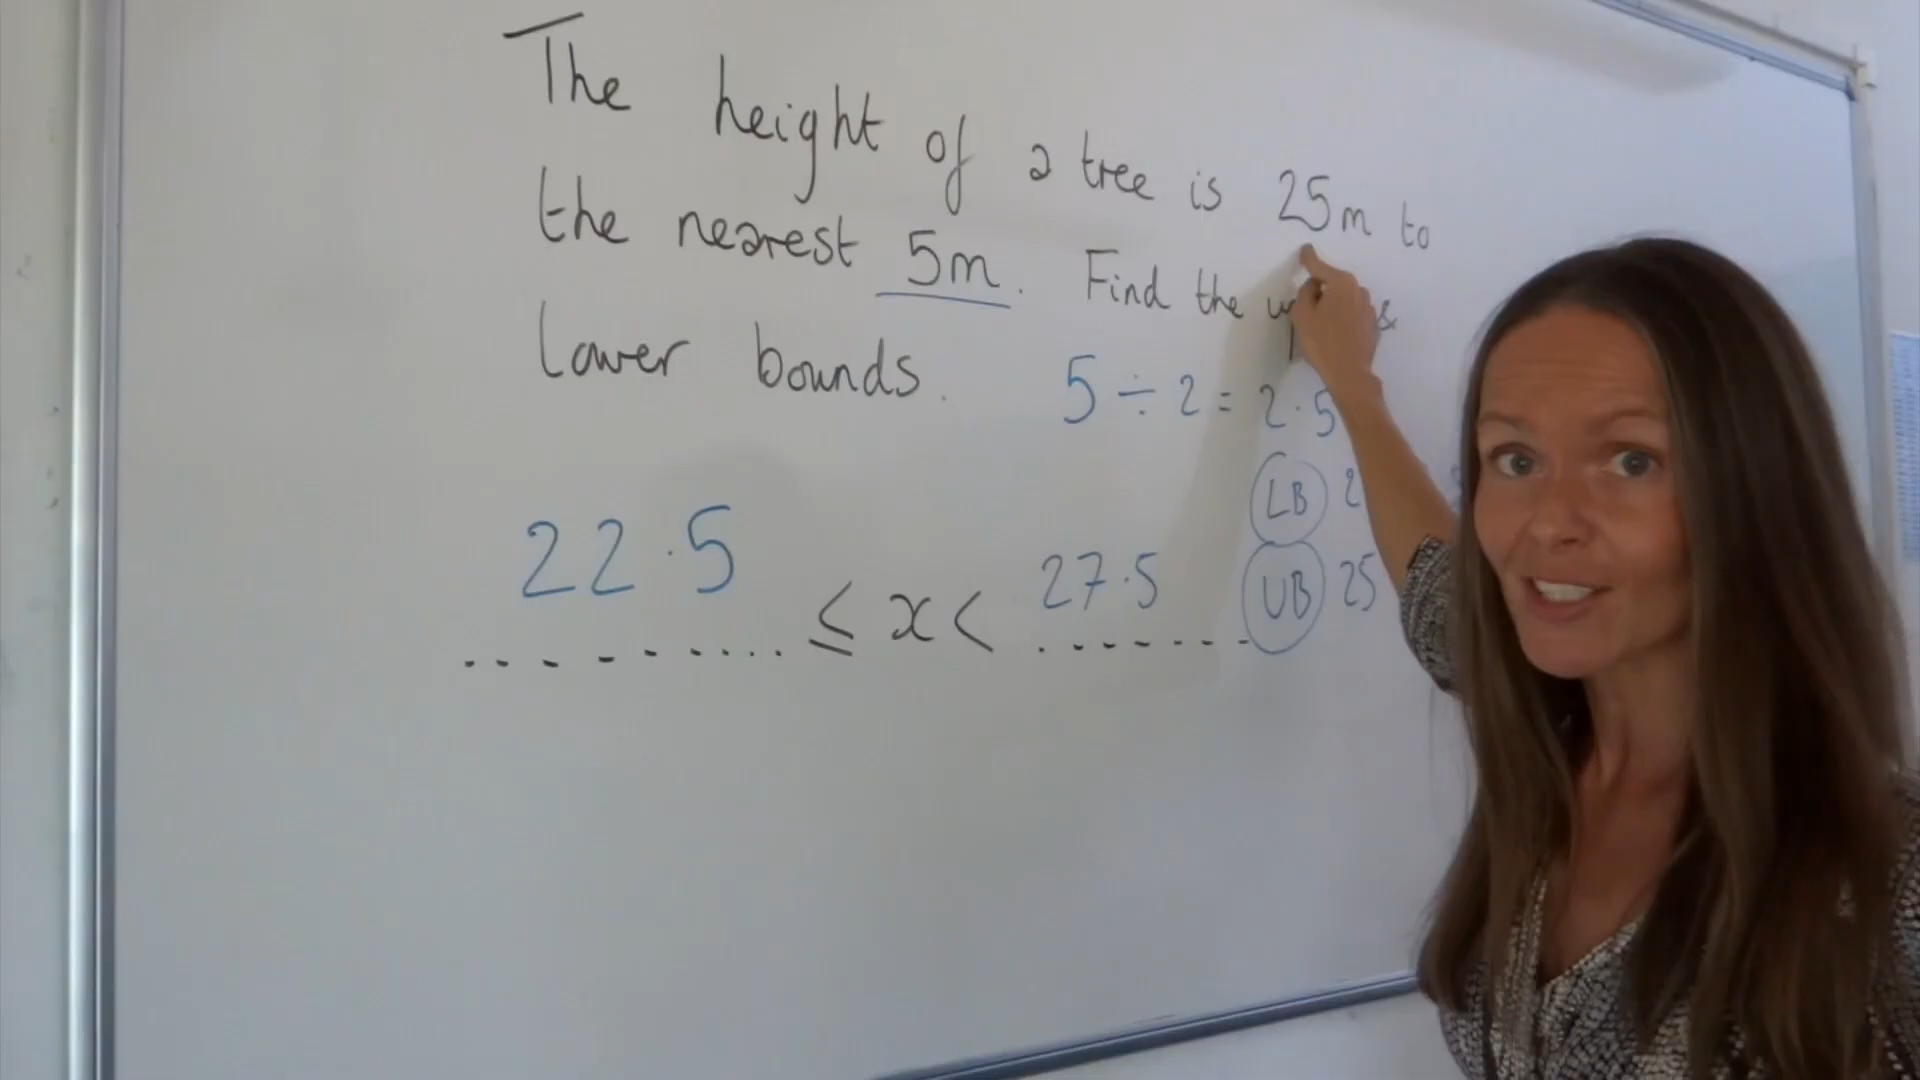 The height of a tree is 25m to
the nearest 5m. Find the &
lower bounds.
5 ÷ 2 = 2.5
LB 2
22.5 ≤ x < 27.5
UB 25